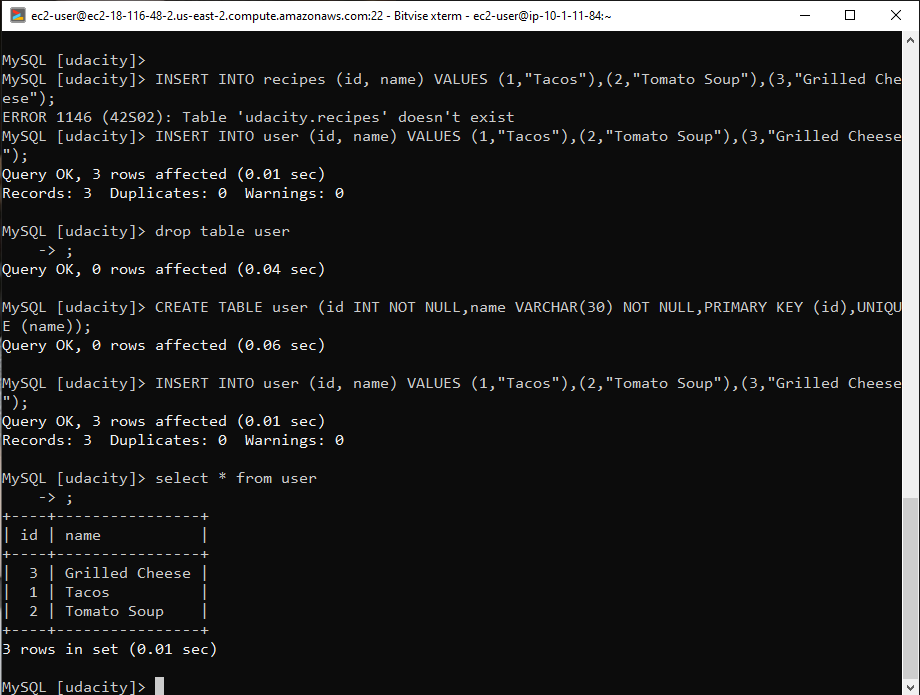 ec2-user@ec2-18-116-48-2.us-east-2.compute.amazonaws.com:22 - Bitvise xterm - ec2-user@ip-10-1-11-84:~
MySQL [udacity]>
MySQL [udacity]> INSERT INTO recipes (id, name) VALUES (1,"Tacos"),(2,"Tomato Soup"),(3,"Grilled Che
ese");
ERROR 1146 (42S02): Table 'udacity.recipes' doesn't exist
MySQL [udacity]> INSERT INTO user (id, name) VALUES (1,"Tacos"),(2,"Tomato Soup"),(3,"Grilled Cheese
");
Query OK, 3 rows affected (0.01 sec)
Records: 3  Duplicates: 0  Warnings: 0
MySQL [udacity]> drop table user
    -> ;
Query OK, 0 rows affected (0.04 sec)
MySQL [udacity]> CREATE TABLE user (id INT NOT NULL,name VARCHAR(30) NOT NULL,PRIMARY KEY (id),UNIQU
E (name));
Query OK, 0 rows affected (0.06 sec)
MySQL [udacity]> INSERT INTO user (id, name) VALUES (1,"Tacos"),(2,"Tomato Soup"),(3,"Grilled Cheese
");
Query OK, 3 rows affected (0.01 sec)
Records: 3  Duplicates: 0  Warnings: 0
MySQL [udacity]> select * from user
    -> ;
+----+----------------+
| id | name           |
+----+----------------+
|  3 | Grilled Cheese |
|  1 | Tacos          |
|  2 | Tomato Soup    |
+----+----------------+
3 rows in set (0.01 sec)
MySQL [udacity]>